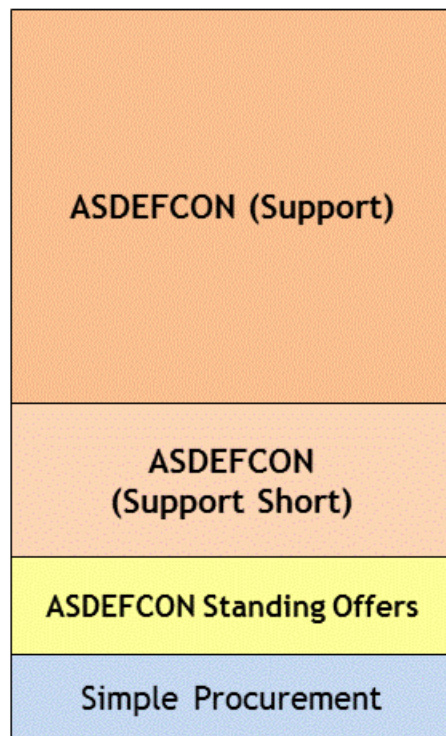 ASDEFCON (Support)
ASDEFCON
(Support Short)
ASDEFCON Standing Offers
Simple Procurement